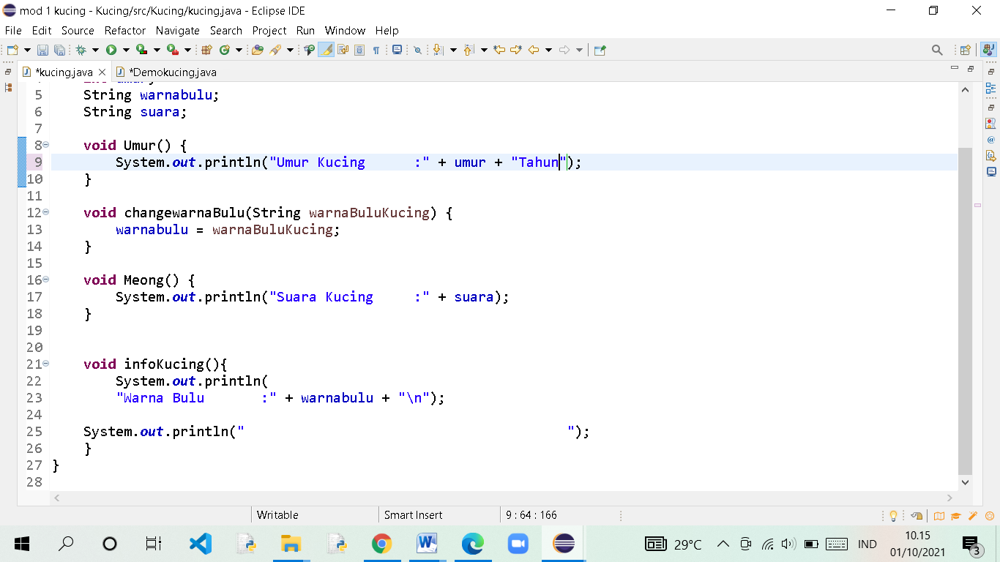 mod 1 kucing - Kucing/src/Kucing/kucing.java - Eclipse IDE
File Edit Source Refactor Navigate Search Project Run Window Help
*kucing.java *Demokucing.java
5 String warnabulu;
6 String suara;
7
8 void Umur() {
9 System.out.println("Umur Kucing      :" + umur + "Tahun");
10 }
11
12 void changewarnaBulu(String warnaBuluKucing) {
13 warnabulu = warnaBuluKucing;
14 }
15
16 void Meong() {
17 System.out.println("Suara Kucing     :" + suara);
18 }
19
20
21 void infoKucing(){
22 System.out.println(
23 "Warna Bulu       :" + warnabulu + "\n");
24
25 System.out.println("                                        ");
26 }
27 }
28
Writable Smart Insert 9 : 64 : 166
29°C IND 10.15
01/10/2021
3